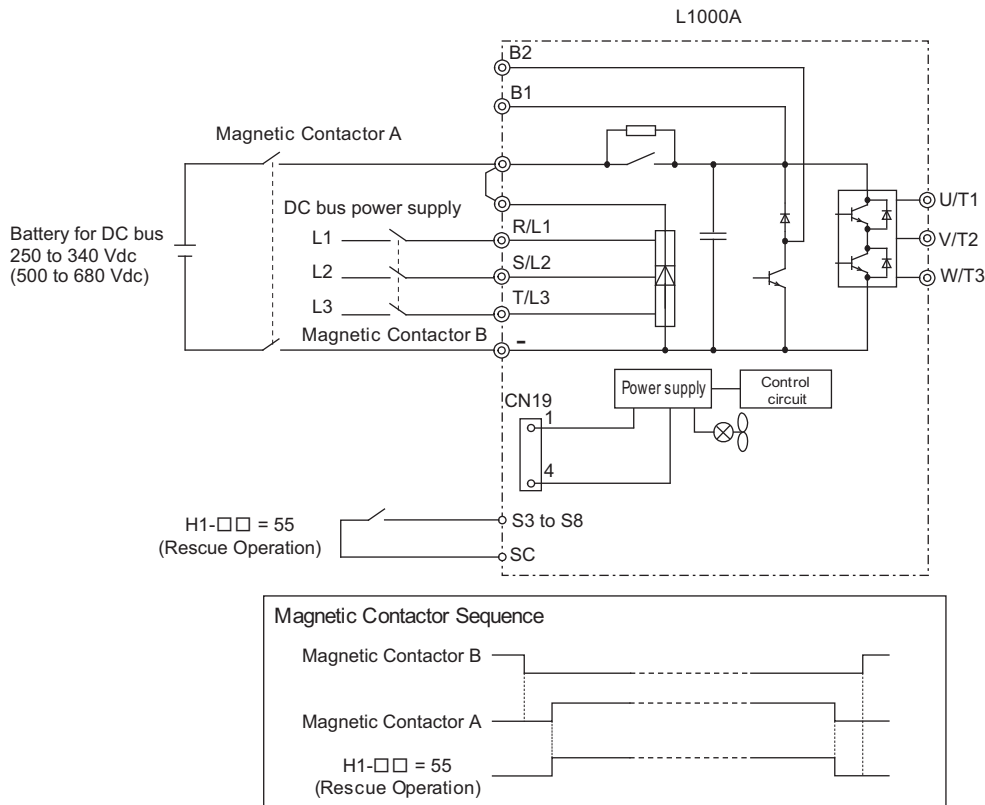 L1000A
B2
B1
Magnetic Contactor A
DC bus power supply
Battery for DC bus
250 to 340 Vdc
(500 to 680 Vdc)
L1
R/L1
L2
S/L2
L3
T/L3
Magnetic Contactor B
-
U/T1
V/T2
W/T3
Power supply
Control
circuit
CN19
1
4
H1-□□ = 55
(Rescue Operation)
S3 to S8
SC
Magnetic Contactor Sequence
Magnetic Contactor B
Magnetic Contactor A
H1-□□ = 55
(Rescue Operation)